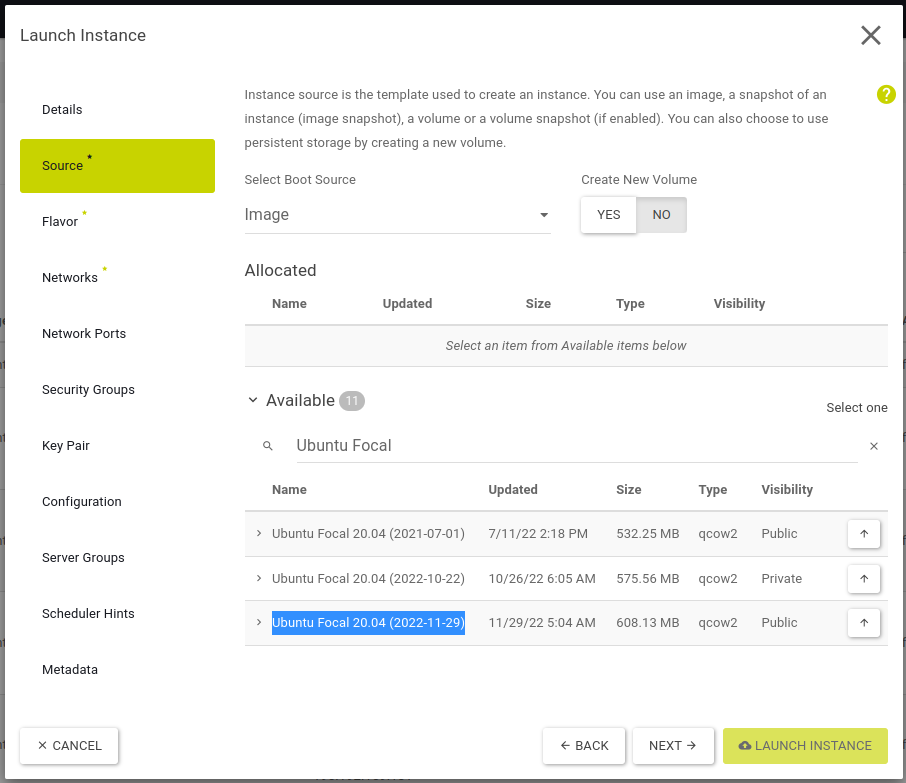 Launch Instance
Details
Source *
Flavor *
Networks *
Network Ports
Security Groups
Key Pair
Configuration
Server Groups
Scheduler Hints
Metadata
Instance source is the template used to create an instance. You can use an image, a snapshot of an
instance (image snapshot), a volume or a volume snapshot (if enabled). You can also choose to use
persistent storage by creating a new volume.
?
Select Boot Source Create New Volume
Image YES NO
Allocated
Name Updated Size Type Visibility
Select an item from Available items below
Available 11
Select one
Ubuntu Focal
Name Updated Size Type Visibility
Ubuntu Focal 20.04 (2021-07-01) 7/11/22 2:18 PM 532.25 MB qcow2 Public
Ubuntu Focal 20.04 (2022-10-22) 10/26/22 6:05 AM 575.56 MB qcow2 Private
Ubuntu Focal 20.04 (2022-11-29) 11/29/22 5:04 AM 608.13 MB qcow2 Public
CANCEL BACK NEXT LAUNCH INSTANCE